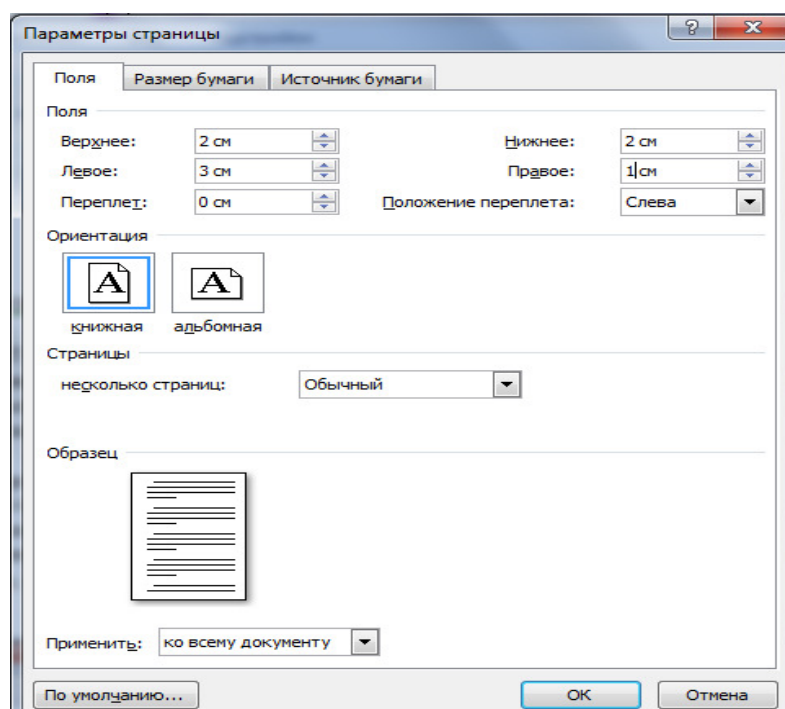 Параметры страницы
Поля Размер бумаги Источник бумаги
Поля
Верхнее: 2 см Нижнее: 2 см
Левое: 3 см Правое: 1 см
Переплет: 0 см Положение переплета: Слева
Ориентация
A A
книжная альбомная
Страницы
несколько страниц: Обычный
Образец
Применить: ко всему документу
По умолчанию... ОК Отмена